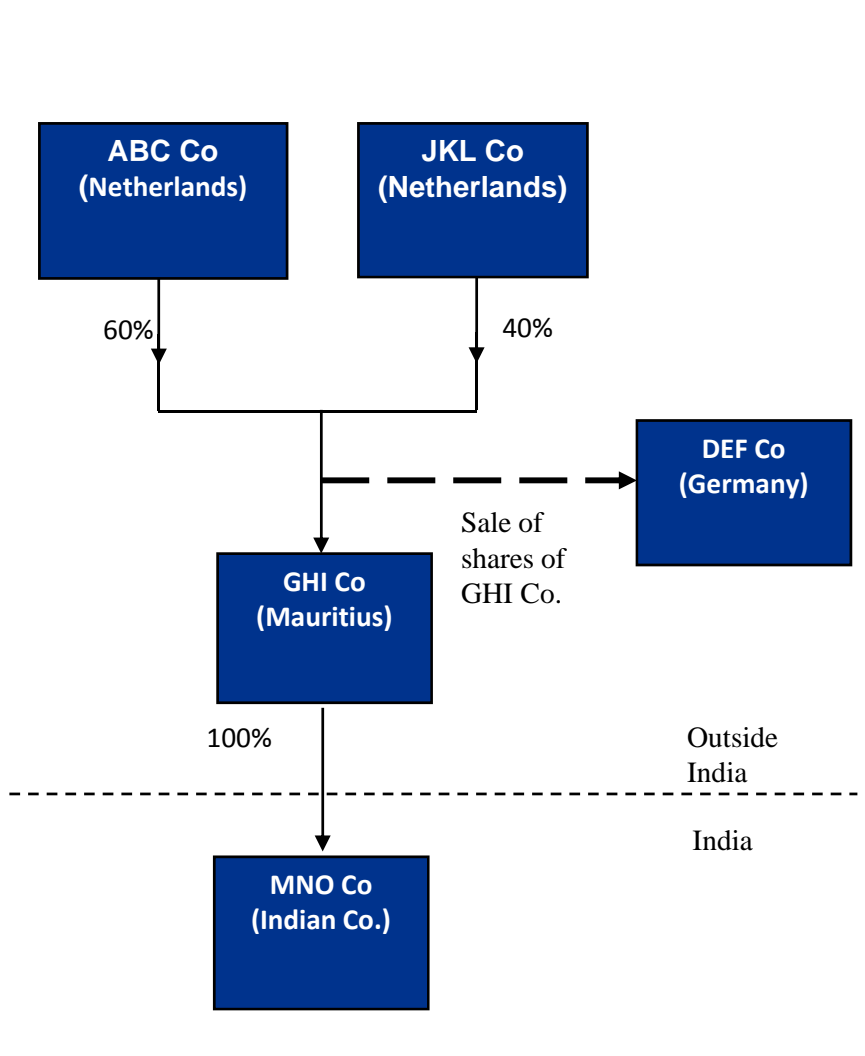 ABC Co
(Netherlands)
JKL Co
(Netherlands)
60%
40%
DEF Co
(Germany)
Sale of
shares of
GHI Co.
GHI Co
(Mauritius)
100%
Outside
India
India
MNO Co
(Indian Co.)